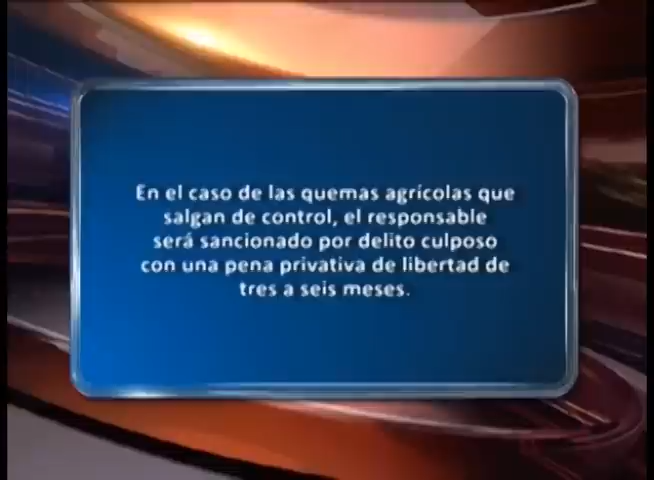 En el caso de las quemas agrícolas que
salgan de control, el responsable
será sancionado por delito culposo
con una pena privativa de libertad de
tres a seis meses.